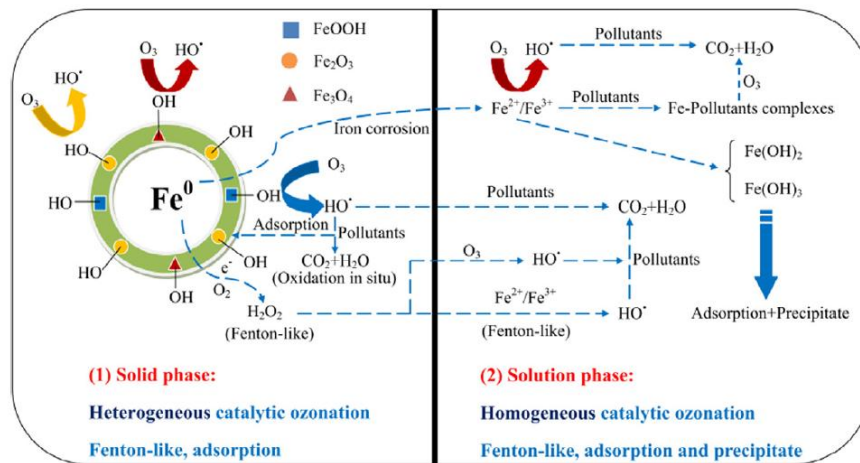 FeOOH
Fe₂O₃
Fe₃O₄
O₃
HO•
O₃
HO•
OH
HO
OH
HO
OH
HO
OH
OH
Fe⁰
Iron corrosion
O₃
HO•
Adsorption
Pollutants
CO₂+H₂O
(Oxidation in situ)
e⁻
O₂
H₂O₂
(Fenton-like)
(1) Solid phase:
Heterogeneous catalytic ozonation
Fenton-like, adsorption
O₃
HO•
Pollutants
CO₂+H₂O
O₃
Fe²⁺/Fe³⁺
Pollutants
Fe-Pollutants complexes
Fe(OH)₂
Fe(OH)₃
Pollutants
CO₂+H₂O
O₃
HO•
Pollutants
Fe²⁺/Fe³⁺
(Fenton-like)
HO•
Adsorption+Precipitate
(2) Solution phase:
Homogeneous catalytic ozonation
Fenton-like, adsorption and precipitate